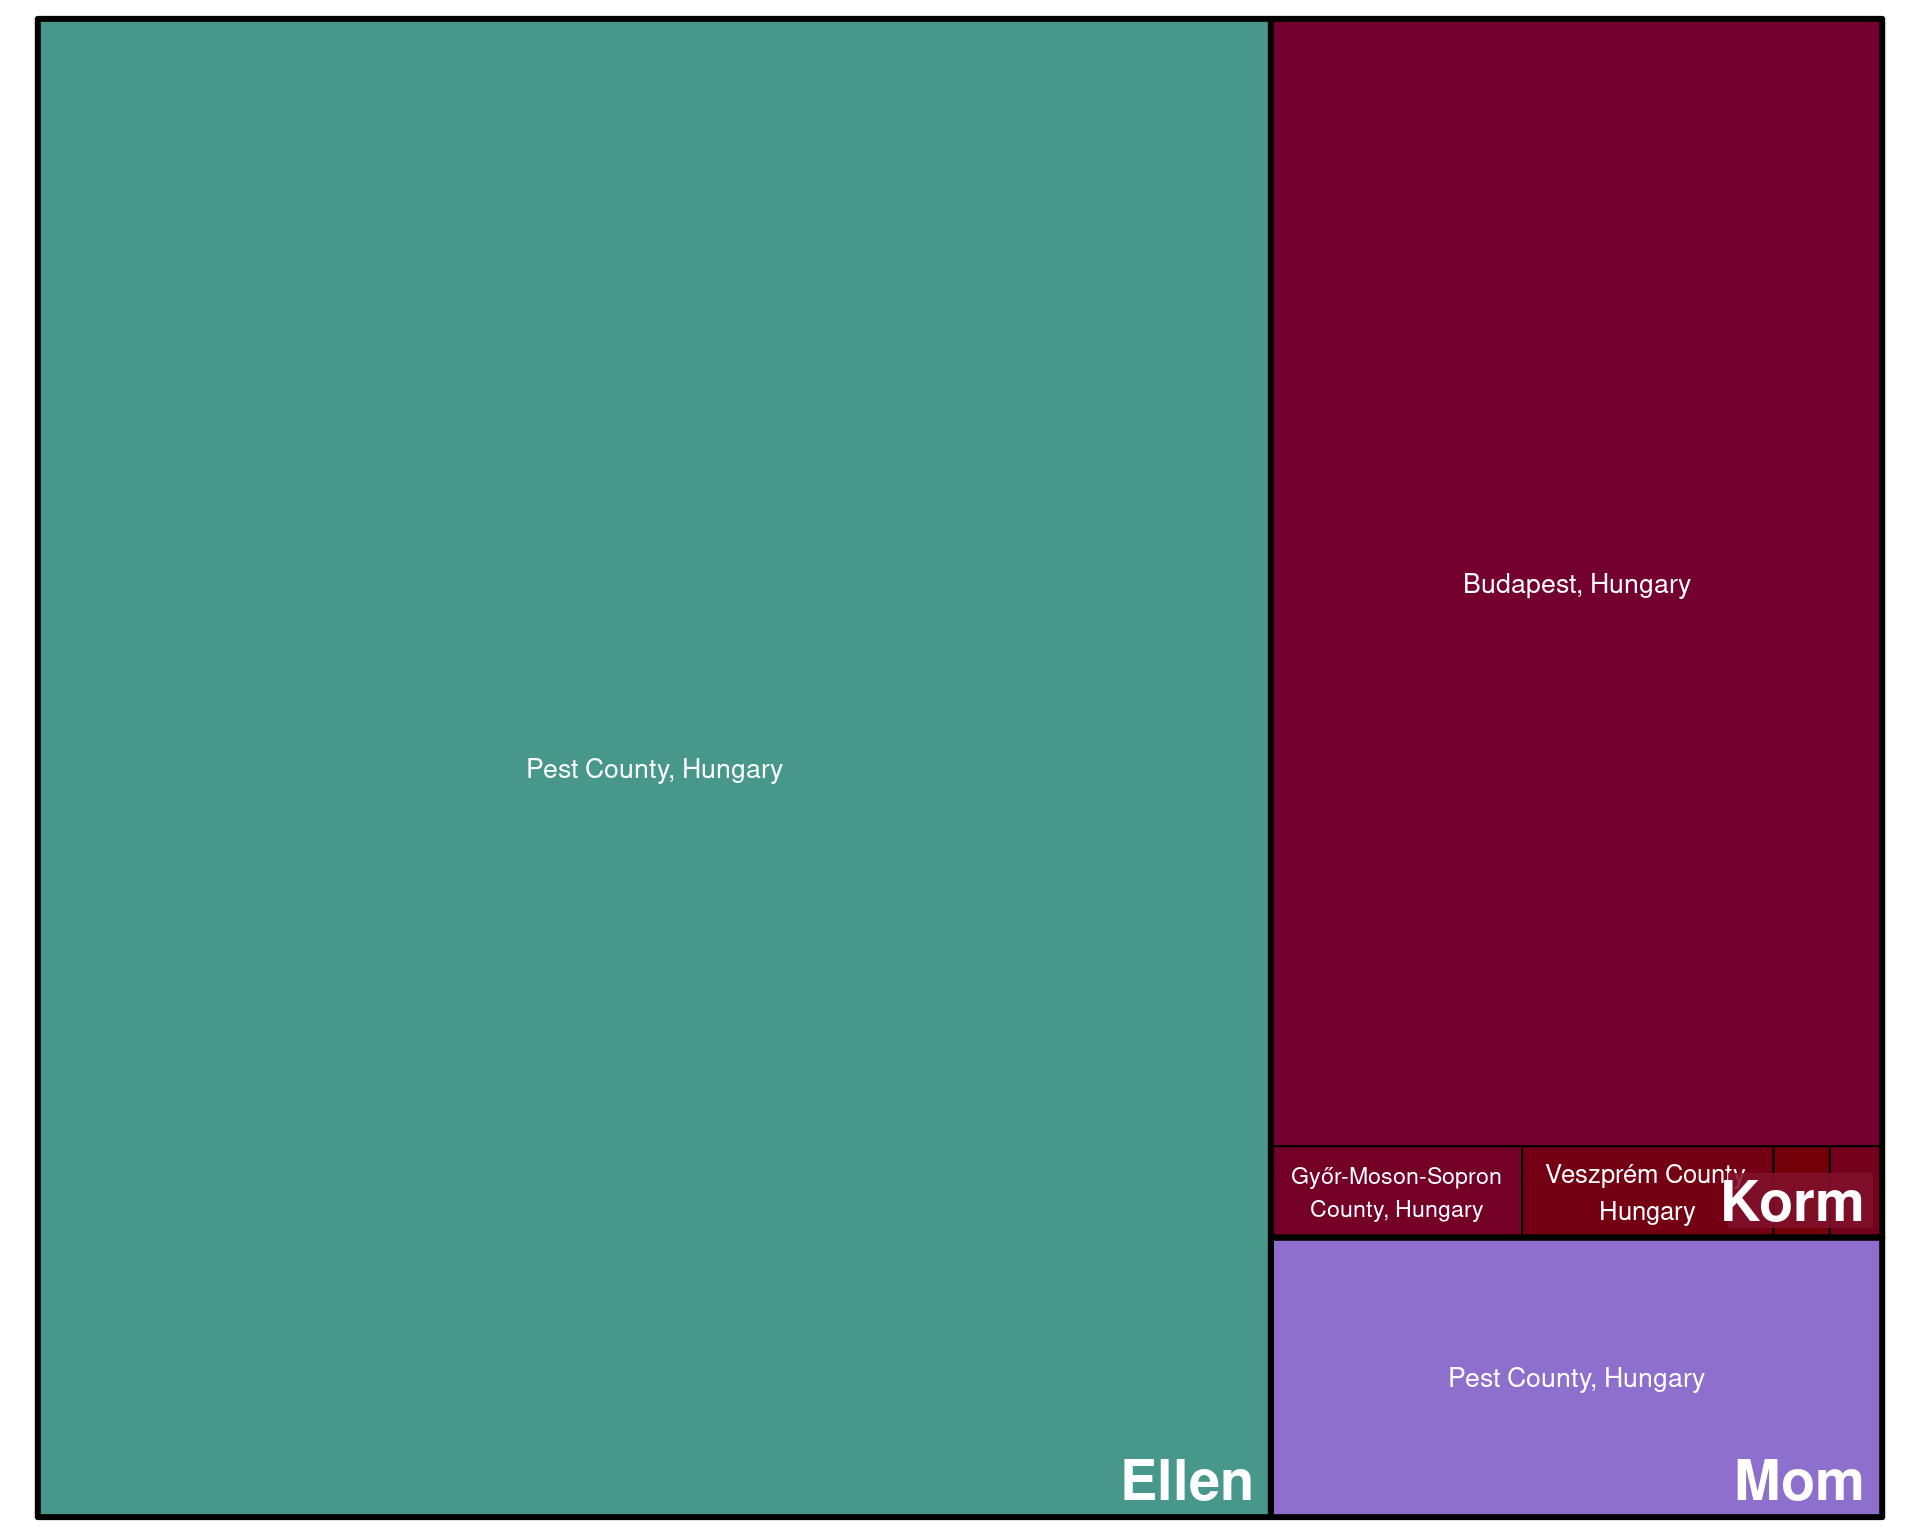 Pest County, Hungary
Ellen
Budapest, Hungary
Győr-Moson-Sopron
County, Hungary
Veszprém County
Hungary
Korm
Pest County, Hungary
Mom